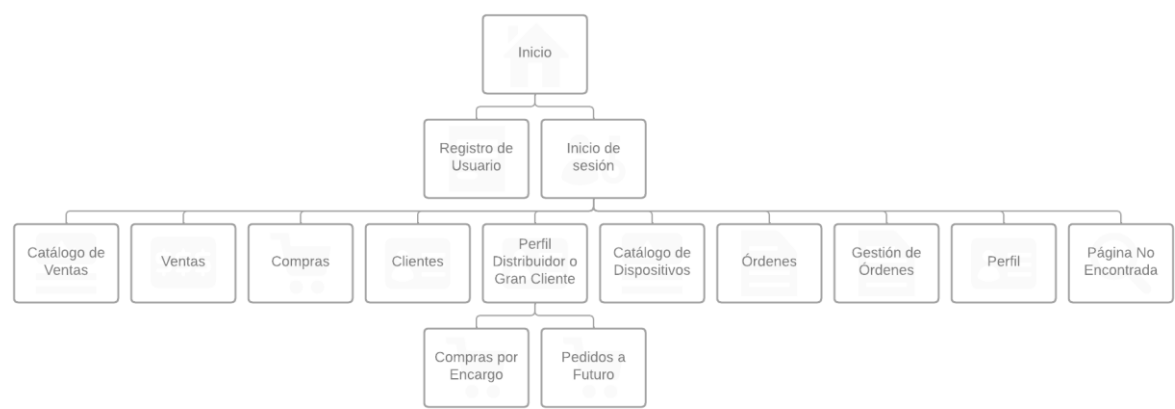 Inicio
Registro de
Usuario
Inicio de
sesión
Catálogo de
Ventas
Ventas
Compras
Clientes
Perfil
Distribuidor o
Gran Cliente
Catálogo de
Dispositivos
Órdenes
Gestión de
Órdenes
Perfil
Página No
Encontrada
Compras por
Encargo
Pedidos a
Futuro